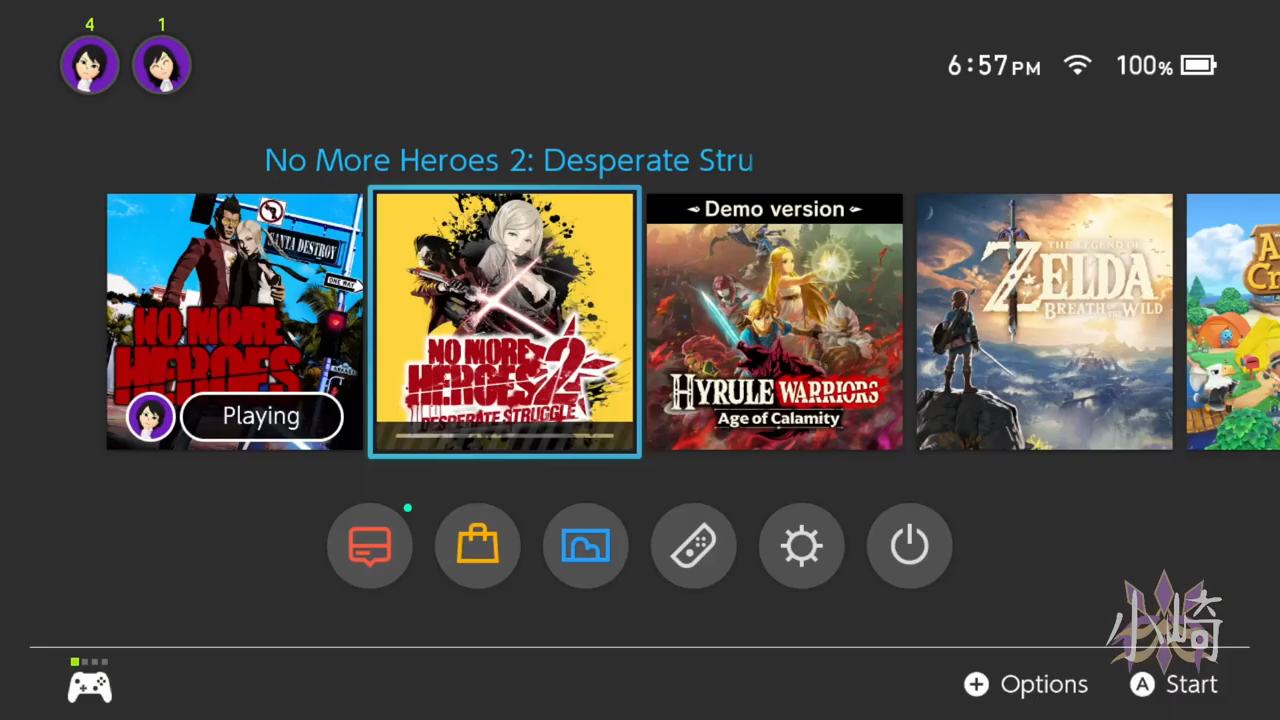 4
1
6:57PM
100%
No More Heroes 2: Desperate Stru
SANTA DESTROY
ONE WAY
NO MORE
HEROES
Playing
NO MORE
HEROES 2
DESPERATE STRUGGLE
Demo version
HYRULE WARRIORS
Age of Calamity
THE LEGEND OF
ZELDA
BREATH OF THE WILD
A
C
小崎
Options
A Start